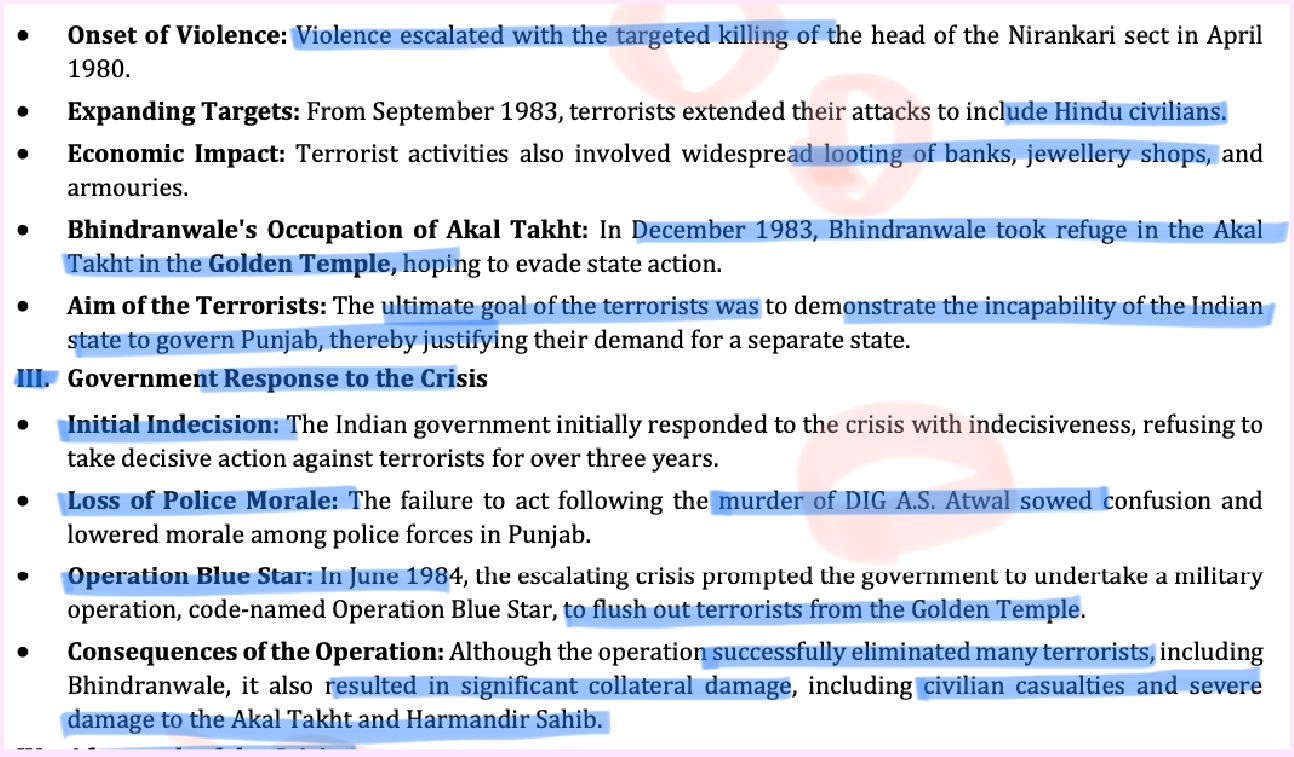 • Onset of Violence: Violence escalated with the targeted killing of the head of the Nirankari sect in April
1980.
• Expanding Targets: From September 1983, terrorists extended their attacks to include Hindu civilians.
• Economic Impact: Terrorist activities also involved widespread looting of banks, jewellery shops, and
armouries.
• Bhindranwale's Occupation of Akal Takht: In December 1983, Bhindranwale took refuge in the Akal
Takht in the Golden Temple, hoping to evade state action.
• Aim of the Terrorists: The ultimate goal of the terrorists was to demonstrate the incapability of the Indian
state to govern Punjab, thereby justifying their demand for a separate state.
III. Government Response to the Crisis
• Initial Indecision: The Indian government initially responded to the crisis with indecisiveness, refusing to
take decisive action against terrorists for over three years.
• Loss of Police Morale: The failure to act following the murder of DIG A.S. Atwal sowed confusion and
lowered morale among police forces in Punjab.
• Operation Blue Star: In June 1984, the escalating crisis prompted the government to undertake a military
operation, code-named Operation Blue Star, to flush out terrorists from the Golden Temple.
• Consequences of the Operation: Although the operation successfully eliminated many terrorists, including
Bhindranwale, it also resulted in significant collateral damage, including civilian casualties and severe
damage to the Akal Takht and Harmandir Sahib.